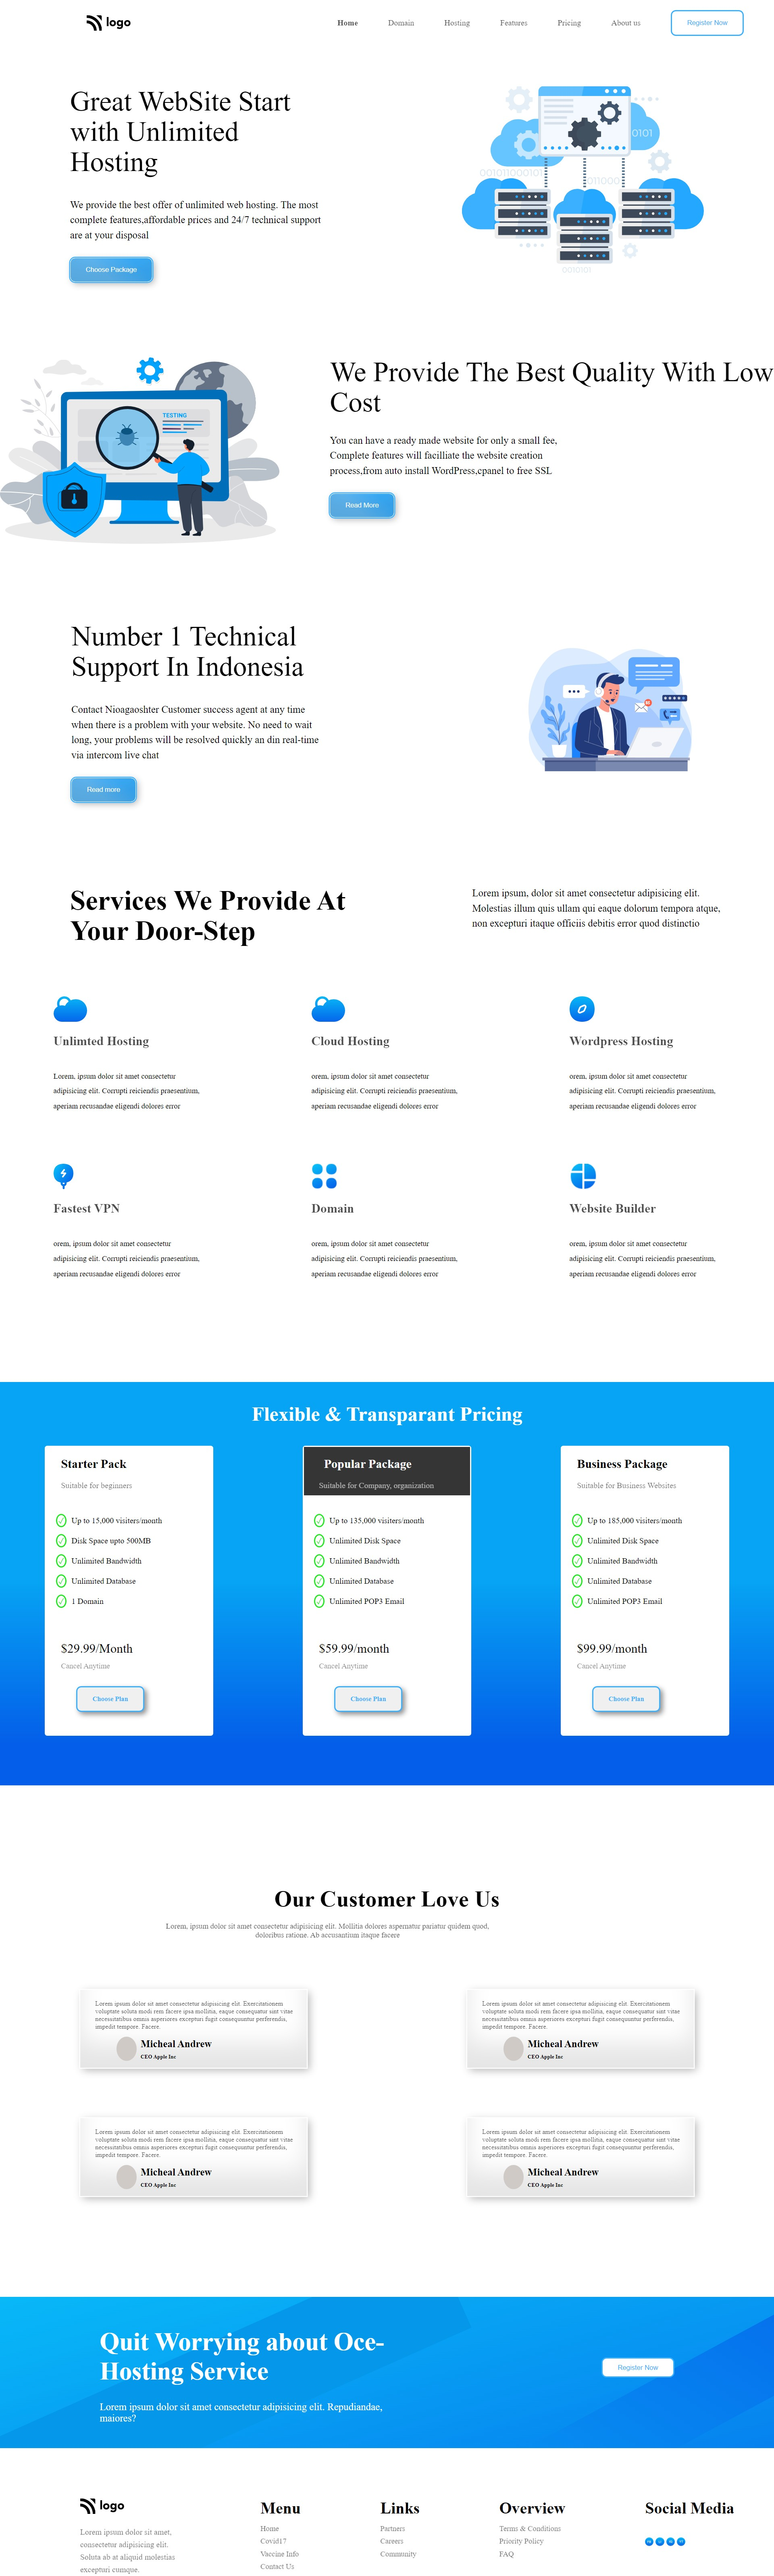 logo
Home Domain Hosting Features Pricing About us Register Now
Great WebSite Start
with Unlimited
Hosting
We provide the best offer of unlimited web hosting. The most
complete features,affordable prices and 24/7 technical support
are at your disposal
Choose Package
0101
001011000101
011000
0010101
We Provide The Best Quality With Low
Cost
TESTING
You can have a ready made website for only a small fee,
Complete features will facilliate the website creation
process,from auto install WordPress,cpanel to free SSL
Read More
Number 1 Technical
Support In Indonesia
Contact Nioagaoshter Customer success agent at any time
when there is a problem with your website. No need to wait
long, your problems will be resolved quickly an din real-time
via intercom live chat
Read more
Services We Provide At
Your Door-Step
Lorem ipsum, dolor sit amet consectetur adipisicing elit.
Molestias illum quis ullam qui eaque dolorum tempora atque,
non excepturi itaque officiis debitis error quod distinctio
Unlimted Hosting
Lorem, ipsum dolor sit amet consectetur
adipisicing elit. Corrupti reiciendis praesentium,
aperiam recusandae eligendi dolores error
Cloud Hosting
orem, ipsum dolor sit amet consectetur
adipisicing elit. Corrupti reiciendis praesentium,
aperiam recusandae eligendi dolores error
Wordpress Hosting
orem, ipsum dolor sit amet consectetur
adipisicing elit. Corrupti reiciendis praesentium,
aperiam recusandae eligendi dolores error
Fastest VPN
orem, ipsum dolor sit amet consectetur
adipisicing elit. Corrupti reiciendis praesentium,
aperiam recusandae eligendi dolores error
Domain
orem, ipsum dolor sit amet consectetur
adipisicing elit. Corrupti reiciendis praesentium,
aperiam recusandae eligendi dolores error
Website Builder
orem, ipsum dolor sit amet consectetur
adipisicing elit. Corrupti reiciendis praesentium,
aperiam recusandae eligendi dolores error
Flexible & Transparant Pricing
Starter Pack
Suitable for beginners
Up to 15,000 visiters/month
Disk Space upto 500MB
Unlimited Bandwidth
Unlimited Database
1 Domain
$29.99/Month
Cancel Anytime
Choose Plan
Popular Package
Suitable for Company, organization
Up to 135,000 visiters/month
Unlimited Disk Space
Unlimited Bandwidth
Unlimited Database
Unlimited POP3 Email
$59.99/month
Cancel Anytime
Choose Plan
Business Package
Suitable for Business Websites
Up to 185,000 visiters/month
Unlimited Disk Space
Unlimited Bandwidth
Unlimited Database
Unlimited POP3 Email
$99.99/month
Cancel Anytime
Choose Plan
Our Customer Love Us
Lorem, ipsum dolor sit amet consectetur adipisicing elit. Mollitia dolores aspernatur pariatur quidem quod,
doloribus ratione. Ab accusantium itaque facere
Lorem ipsum dolor sit amet consectetur adipisicing elit. Exercitationem
voluptate soluta modi rem facere ipsa mollitia, eaque consequatur sint vitae
necessitatibus omnis asperiores excepturi fugit consequuntur perferendis,
impedit tempore. Facere.
Micheal Andrew
CEO Apple Inc
Lorem ipsum dolor sit amet consectetur adipisicing elit. Exercitationem
voluptate soluta modi rem facere ipsa mollitia, eaque consequatur sint vitae
necessitatibus omnis asperiores excepturi fugit consequuntur perferendis,
impedit tempore. Facere.
Micheal Andrew
CEO Apple Inc
Lorem ipsum dolor sit amet consectetur adipisicing elit. Exercitationem
voluptate soluta modi rem facere ipsa mollitia, eaque consequatur sint vitae
necessitatibus omnis asperiores excepturi fugit consequuntur perferendis,
impedit tempore. Facere.
Micheal Andrew
CEO Apple Inc
Lorem ipsum dolor sit amet consectetur adipisicing elit. Exercitationem
voluptate soluta modi rem facere ipsa mollitia, eaque consequatur sint vitae
necessitatibus omnis asperiores excepturi fugit consequuntur perferendis,
impedit tempore. Facere.
Micheal Andrew
CEO Apple Inc
Quit Worrying about Oce-
Hosting Service
Lorem ipsum dolor sit amet consectetur adipisicing elit. Repudiandae,
maiores?
Register Now
logo
Lorem ipsum dolor sit amet,
consectetur adipisicing elit.
Soluta ab at aliquid molestias
excepturi cumque.
Menu
Home
Covid17
Vaccine Info
Contact Us
Links
Partners
Careers
Community
Overview
Terms & Conditions
Priority Policy
FAQ
Social Media